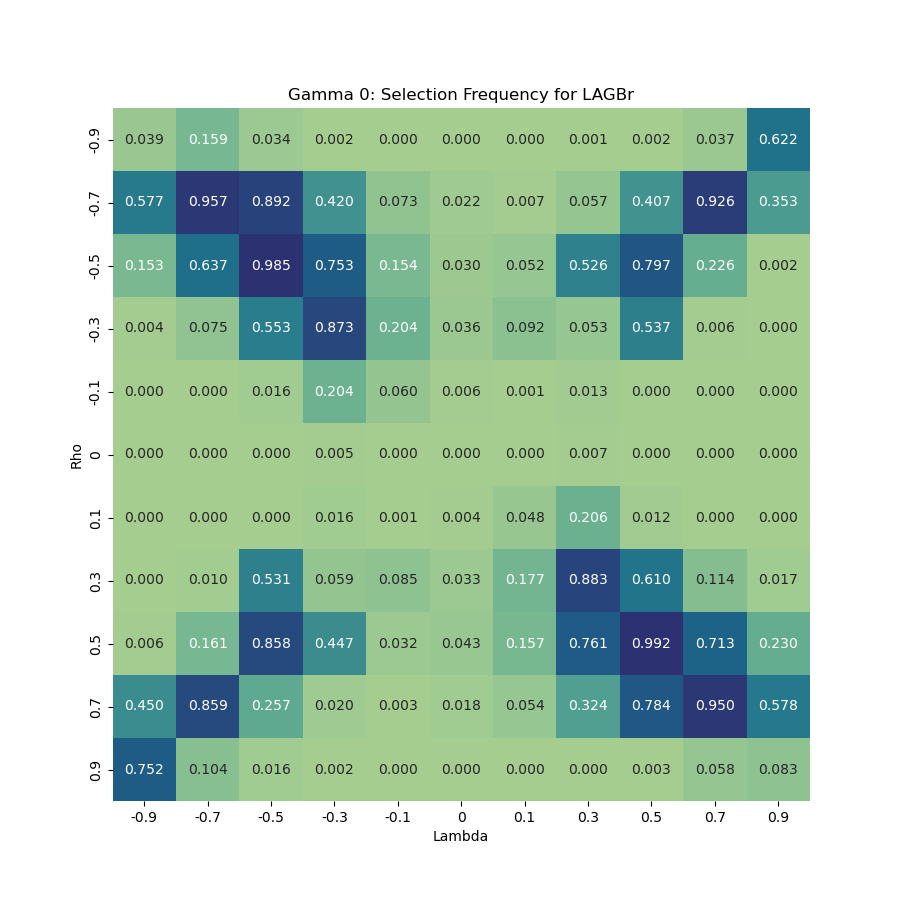 Gamma 0: Selection Frequency for LAGBr
-0.9 0.039 0.159 0.034 0.002 0.000 0.000 0.000 0.001 0.002 0.037 0.622
-0.7 0.577 0.957 0.892 0.420 0.073 0.022 0.007 0.057 0.407 0.926 0.353
-0.5 0.153 0.637 0.985 0.753 0.154 0.030 0.052 0.526 0.797 0.226 0.002
-0.3 0.004 0.075 0.553 0.873 0.204 0.036 0.092 0.053 0.537 0.006 0.000
-0.1 0.000 0.000 0.016 0.204 0.060 0.006 0.001 0.013 0.000 0.000 0.000
Rho
0 0.000 0.000 0.000 0.005 0.000 0.000 0.000 0.007 0.000 0.000 0.000
0.1 0.000 0.000 0.000 0.016 0.001 0.004 0.048 0.206 0.012 0.000 0.000
0.3 0.000 0.010 0.531 0.059 0.085 0.033 0.177 0.883 0.610 0.114 0.017
0.5 0.006 0.161 0.858 0.447 0.032 0.043 0.157 0.761 0.992 0.713 0.230
0.7 0.450 0.859 0.257 0.020 0.003 0.018 0.054 0.324 0.784 0.950 0.578
0.9 0.752 0.104 0.016 0.002 0.000 0.000 0.000 0.000 0.003 0.058 0.083
-0.9 -0.7 -0.5 -0.3 -0.1 0 0.1 0.3 0.5 0.7 0.9
Lambda